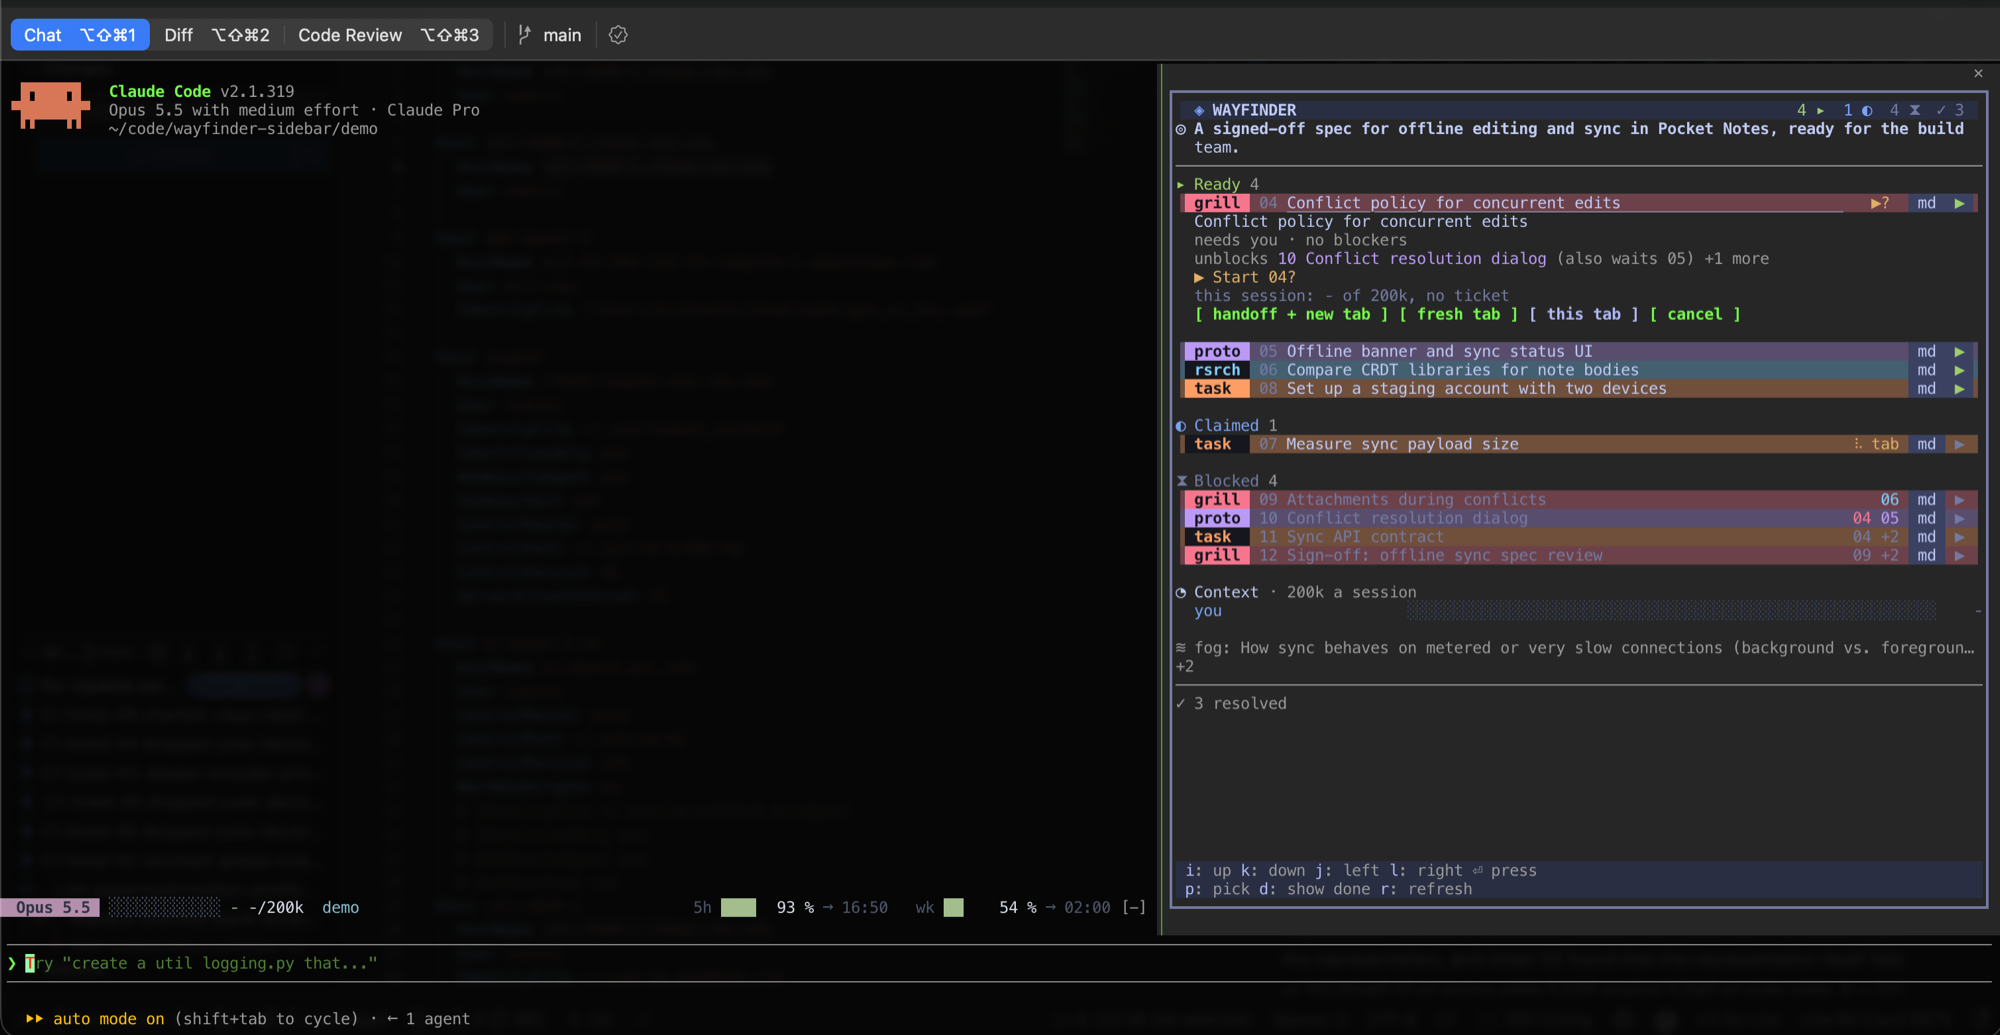 Chat ⌥⇧⌘1 Diff ⌥⇧⌘2 Code Review ⌥⇧⌘3 main
Claude Code v2.1.319
Opus 5.5 with medium effort · Claude Pro
~/code/wayfinder-sidebar/demo
×
◈ WAYFINDER 4 ▸ 1 ◐ 4 ⧗ ✓ 3
◎ A signed-off spec for offline editing and sync in Pocket Notes, ready for the build
team.
▸ Ready 4
grill 04 Conflict policy for concurrent edits ▶? md ▶
Conflict policy for concurrent edits
needs you · no blockers
unblocks 10 Conflict resolution dialog (also waits 05) +1 more
▶ Start 04?
this session: - of 200k, no ticket
[ handoff + new tab ] [ fresh tab ] [ this tab ] [ cancel ]
proto 05 Offline banner and sync status UI md ▶
rsrch 06 Compare CRDT libraries for note bodies md ▶
task 08 Set up a staging account with two devices md ▶
◐ Claimed 1
task 07 Measure sync payload size ⠧ tab md ▶
⧗ Blocked 4
grill 09 Attachments during conflicts 06 md ▶
proto 10 Conflict resolution dialog 04 05 md ▶
task 11 Sync API contract 04 +2 md ▶
grill 12 Sign-off: offline sync spec review 09 +2 md ▶
◔ Context · 200k a session
you -
≋ fog: How sync behaves on metered or very slow connections (background vs. foregroun…
+2
✓ 3 resolved
i: up k: down j: left l: right ⏎ press
p: pick d: show done r: refresh
Opus 5.5 - -/200k demo 5h 93 % → 16:50 wk 54 % → 02:00 [−]
❯ Try "create a util logging.py that..."
▸▸ auto mode on (shift+tab to cycle) · ← 1 agent